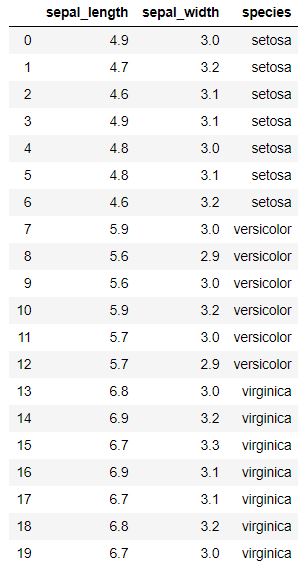 sepal_length sepal_width species
0 4.9 3.0 setosa
1 4.7 3.2 setosa
2 4.6 3.1 setosa
3 4.9 3.1 setosa
4 4.8 3.0 setosa
5 4.8 3.1 setosa
6 4.6 3.2 setosa
7 5.9 3.0 versicolor
8 5.6 2.9 versicolor
9 5.6 3.0 versicolor
10 5.9 3.2 versicolor
11 5.7 3.0 versicolor
12 5.7 2.9 versicolor
13 6.8 3.0 virginica
14 6.9 3.2 virginica
15 6.7 3.3 virginica
16 6.9 3.1 virginica
17 6.7 3.1 virginica
18 6.8 3.2 virginica
19 6.7 3.0 virginica